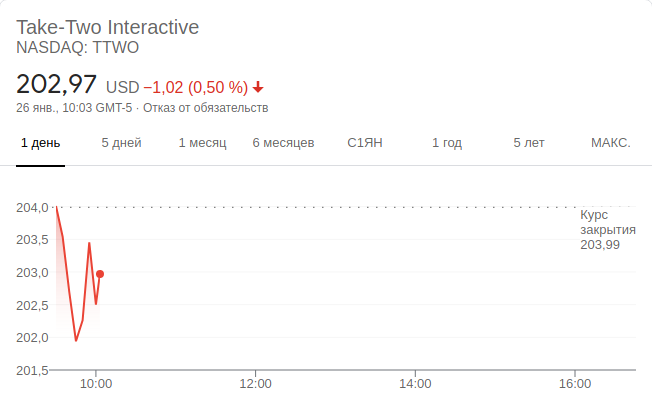 Take-Two Interactive
NASDAQ: TTWO
202,97 USD −1,02 (0,50 %)
26 янв., 10:03 GMT-5 · Отказ от обязательств
1 день 5 дней 1 месяц 6 месяцев С1ЯН 1 год 5 лет МАКС.
204,0
Курс
закрытия
203,99
203,5
203,0
202,5
202,0
201,5
10:00 12:00 14:00 16:00